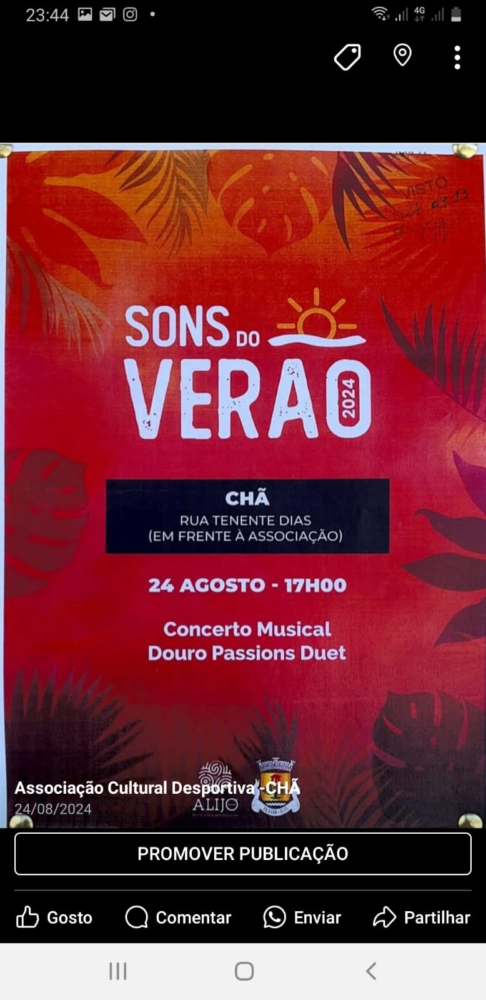 23:44
4G
VISTO
SONS DO
VERÃO
2024
CHÃ
RUA TENENTE DIAS
(EM FRENTE À ASSOCIAÇÃO)
24 AGOSTO - 17H00
Concerto Musical
Douro Passions Duet
Associação Cultural Desportiva -CHÃ
ALIJÓ
24/08/2024
PROMOVER PUBLICAÇÃO
Gosto
Comentar
Enviar
Partilhar